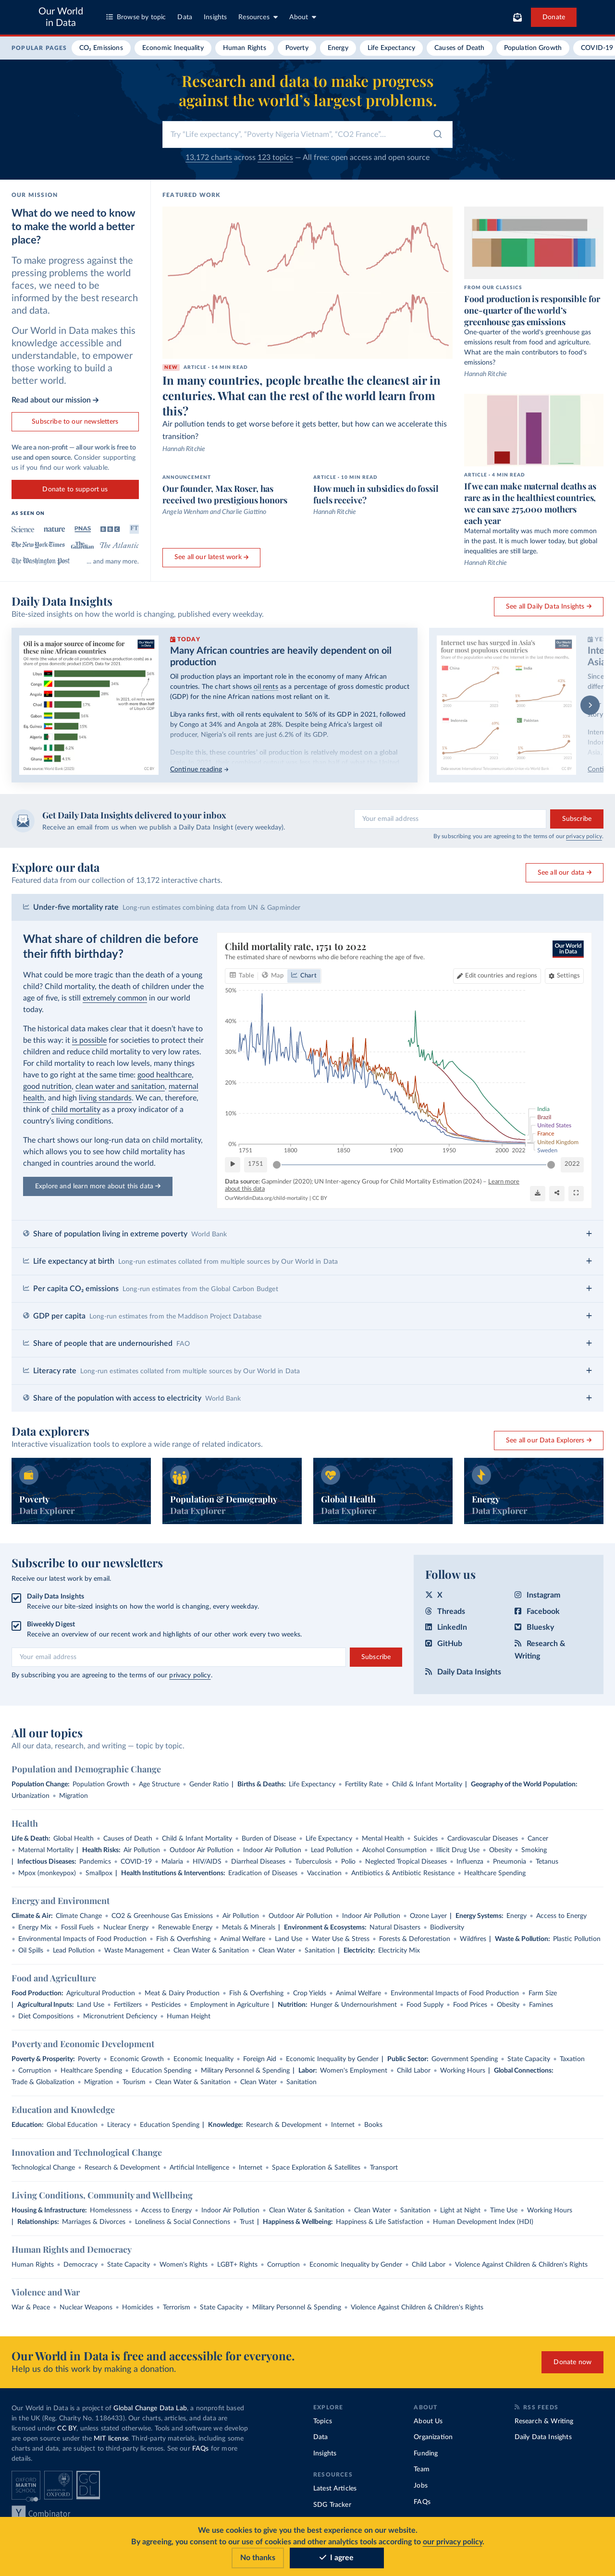 Our World
in Data
Browse by topic
Data
Insights
Resources
About
Donate
POPULAR PAGES
CO₂ Emissions
Economic Inequality
Human Rights
Poverty
Energy
Life Expectancy
Causes of Death
Population Growth
COVID-19
Research and data to make progress
against the world's largest problems.
Try "Life expectancy", "Poverty Nigeria Vietnam", "CO2 France"...
13,172 charts across 123 topics — All free: open access and open source
OUR MISSION
What do we need to know
to make the world a better
place?
To make progress against the
pressing problems the world
faces, we need to be
informed by the best research
and data.
Our World in Data makes this
knowledge accessible and
understandable, to empower
those working to build a
better world.
Read about our mission →
Subscribe to our newsletters
We are a non-profit — all our work is free to
use and open source. Consider supporting
us if you find our work valuable.
Donate to support us
AS SEEN ON
Science
nature
PNAS
BBC
FT
The New York Times
The Guardian
The Atlantic
The Washington Post
... and many more.
FEATURED WORK
NEW ARTICLE · 14 MIN READ
In many countries, people breathe the cleanest air in
centuries. What can the rest of the world learn from
this?
Air pollution tends to get worse before it gets better, but how can we accelerate this
transition?
Hannah Ritchie
ANNOUNCEMENT
Our founder, Max Roser, has
received two prestigious honors
Angela Wenham and Charlie Giattino
ARTICLE · 10 MIN READ
How much in subsidies do fossil
fuels receive?
Hannah Ritchie
See all our latest work →
FROM OUR CLASSICS
Food production is responsible for
one-quarter of the world's
greenhouse gas emissions
One-quarter of the world's greenhouse gas
emissions result from food and agriculture.
What are the main contributors to food's
emissions?
Hannah Ritchie
ARTICLE · 4 MIN READ
If we can make maternal deaths as
rare as in the healthiest countries,
we can save 275,000 mothers
each year
Maternal mortality was much more common
in the past. It is much lower today, but global
inequalities are still large.
Hannah Ritchie
Daily Data Insights
Bite-sized insights on how the world is changing, published every weekday.
See all Daily Data Insights →
Oil is a major source of income for
these nine African countries
Libya
Congo
Angola
Chad
Gabon
Eq. Guinea
Algeria
Nigeria
Ghana
TODAY
Many African countries are heavily dependent on oil
production
Oil production plays an important role in the economy of many African
countries. The chart shows oil rents as a percentage of gross domestic product
(GDP) for the nine African nations most reliant on it.
Libya ranks first, with oil rents equivalent to 56% of its GDP in 2021, followed
by Congo at 34% and Angola at 28%. Despite being Africa's largest oil
producer, Nigeria's oil rents are just 6.2% of its GDP.
Despite this, these countries' oil production is relatively modest on a global
Continue reading →
Internet use has surged in Asia's
four most populous countries
China
India
Indonesia
Pakistan
Get Daily Data Insights delivered to your inbox
Receive an email from us when we publish a Daily Data Insight (every weekday).
Your email address
Subscribe
By subscribing you are agreeing to the terms of our privacy policy.
Explore our data
Featured data from our collection of 13,172 interactive charts.
See all our data →
Under-five mortality rate Long-run estimates combining data from UN & Gapminder
What share of children die before
their fifth birthday?
What could be more tragic than the death of a young
child? Child mortality, the death of children under the
age of five, is still extremely common in our world
today.
The historical data makes clear that it doesn't have to
be this way: it is possible for societies to protect their
children and reduce child mortality to very low rates.
For child mortality to reach low levels, many things
have to go right at the same time: good healthcare,
good nutrition, clean water and sanitation, maternal
health, and high living standards. We can, therefore,
think of child mortality as a proxy indicator of a
country's living conditions.
The chart shows our long-run data on child mortality,
which allows you to see how child mortality has
changed in countries around the world.
Explore and learn more about this data →
Child mortality rate, 1751 to 2022
The estimated share of newborns who die before reaching the age of five.
Our World
in Data
Table
Map
Chart
Edit countries and regions
Settings
50%
40%
30%
20%
10%
0%
India
Brazil
United States
France
United Kingdom
Sweden
1751
1800
1850
1900
1950
2000
2022
1751
2022
Data source: Gapminder (2020); UN Inter-agency Group for Child Mortality Estimation (2024) – Learn more
about this data
OurWorldinData.org/child-mortality | CC BY
Share of population living in extreme poverty World Bank
Life expectancy at birth Long-run estimates collated from multiple sources by Our World in Data
Per capita CO₂ emissions Long-run estimates from the Global Carbon Budget
GDP per capita Long-run estimates from the Maddison Project Database
Share of people that are undernourished FAO
Literacy rate Long-run estimates collated from multiple sources by Our World in Data
Share of the population with access to electricity World Bank
Data explorers
Interactive visualization tools to explore a wide range of related indicators.
See all our Data Explorers →
Poverty
Data Explorer
Population & Demography
Data Explorer
Global Health
Data Explorer
Energy
Data Explorer
Subscribe to our newsletters
Receive our latest work by email.
Daily Data Insights
Receive our bite-sized insights on how the world is changing, every weekday.
Biweekly Digest
Receive an overview of our recent work and highlights of our other work every two weeks.
Your email address
Subscribe
By subscribing you are agreeing to the terms of our privacy policy.
Follow us
X
Threads
LinkedIn
GitHub
Daily Data Insights
Instagram
Facebook
Bluesky
Research &
Writing
All our topics
All our data, research, and writing — topic by topic.
Population and Demographic Change
Population Change: Population Growth • Age Structure • Gender Ratio | Births & Deaths: Life Expectancy • Fertility Rate • Child & Infant Mortality | Geography of the World Population:
Urbanization • Migration
Health
Life & Death: Global Health • Causes of Death • Child & Infant Mortality • Burden of Disease • Life Expectancy • Mental Health • Suicides • Cardiovascular Diseases • Cancer
• Maternal Mortality | Health Risks: Air Pollution • Outdoor Air Pollution • Indoor Air Pollution • Lead Pollution • Alcohol Consumption • Illicit Drug Use • Obesity • Smoking
| Infectious Diseases: Pandemics • COVID-19 • Malaria • HIV/AIDS • Diarrheal Diseases • Tuberculosis • Polio • Neglected Tropical Diseases • Influenza • Pneumonia • Tetanus
• Mpox (monkeypox) • Smallpox | Health Institutions & Interventions: Eradication of Diseases • Vaccination • Antibiotics & Antibiotic Resistance • Healthcare Spending
Energy and Environment
Climate & Air: Climate Change • CO2 & Greenhouse Gas Emissions • Air Pollution • Outdoor Air Pollution • Indoor Air Pollution • Ozone Layer | Energy Systems: Energy • Access to Energy
• Energy Mix • Fossil Fuels • Nuclear Energy • Renewable Energy • Metals & Minerals | Environment & Ecosystems: Natural Disasters • Biodiversity
• Environmental Impacts of Food Production • Fish & Overfishing • Animal Welfare • Land Use • Water Use & Stress • Forests & Deforestation • Wildfires | Waste & Pollution: Plastic Pollution
• Oil Spills • Lead Pollution • Waste Management • Clean Water & Sanitation • Clean Water • Sanitation | Electricity: Electricity Mix
Food and Agriculture
Food Production: Agricultural Production • Meat & Dairy Production • Fish & Overfishing • Crop Yields • Animal Welfare • Environmental Impacts of Food Production • Farm Size
| Agricultural Inputs: Land Use • Fertilizers • Pesticides • Employment in Agriculture | Nutrition: Hunger & Undernourishment • Food Supply • Food Prices • Obesity • Famines
• Diet Compositions • Micronutrient Deficiency • Human Height
Poverty and Economic Development
Poverty & Prosperity: Poverty • Economic Growth • Economic Inequality • Foreign Aid • Economic Inequality by Gender | Public Sector: Government Spending • State Capacity • Taxation
• Corruption • Healthcare Spending • Education Spending • Military Personnel & Spending | Labor: Women's Employment • Child Labor • Working Hours | Global Connections:
Trade & Globalization • Migration • Tourism • Clean Water & Sanitation • Clean Water • Sanitation
Education and Knowledge
Education: Global Education • Literacy • Education Spending | Knowledge: Research & Development • Internet • Books
Innovation and Technological Change
Technological Change • Research & Development • Artificial Intelligence • Internet • Space Exploration & Satellites • Transport
Living Conditions, Community and Wellbeing
Housing & Infrastructure: Homelessness • Access to Energy • Indoor Air Pollution • Clean Water & Sanitation • Clean Water • Sanitation • Light at Night • Time Use • Working Hours
| Relationships: Marriages & Divorces • Loneliness & Social Connections • Trust | Happiness & Wellbeing: Happiness & Life Satisfaction • Human Development Index (HDI)
Human Rights and Democracy
Human Rights • Democracy • State Capacity • Women's Rights • LGBT+ Rights • Corruption • Economic Inequality by Gender • Child Labor • Violence Against Children & Children's Rights
Violence and War
War & Peace • Nuclear Weapons • Homicides • Terrorism • State Capacity • Military Personnel & Spending • Violence Against Children & Children's Rights
Our World in Data is free and accessible for everyone.
Help us do this work by making a donation.
Donate now
Our World in Data is a project of Global Change Data Lab, a nonprofit based
in the UK (Reg. Charity No. 1186433). Our charts, articles, and data are
licensed under CC BY, unless stated otherwise. Tools and software we develop
are open source under the MIT license. Third-party materials, including some
charts and data, are subject to third-party licenses. See our FAQs for more
details.
OXFORD
MARTIN
SCHOOL
UNIVERSITY OF
OXFORD
GC
DL
Y Combinator
EXPLORE
Topics
Data
Insights
RESOURCES
Latest Articles
SDG Tracker
ABOUT
About Us
Organization
Funding
Team
Jobs
FAQs
RSS FEEDS
Research & Writing
Daily Data Insights
We use cookies to give you the best experience on our website.
By agreeing, you consent to our use of cookies and other analytics tools according to our privacy policy.
No thanks
I agree